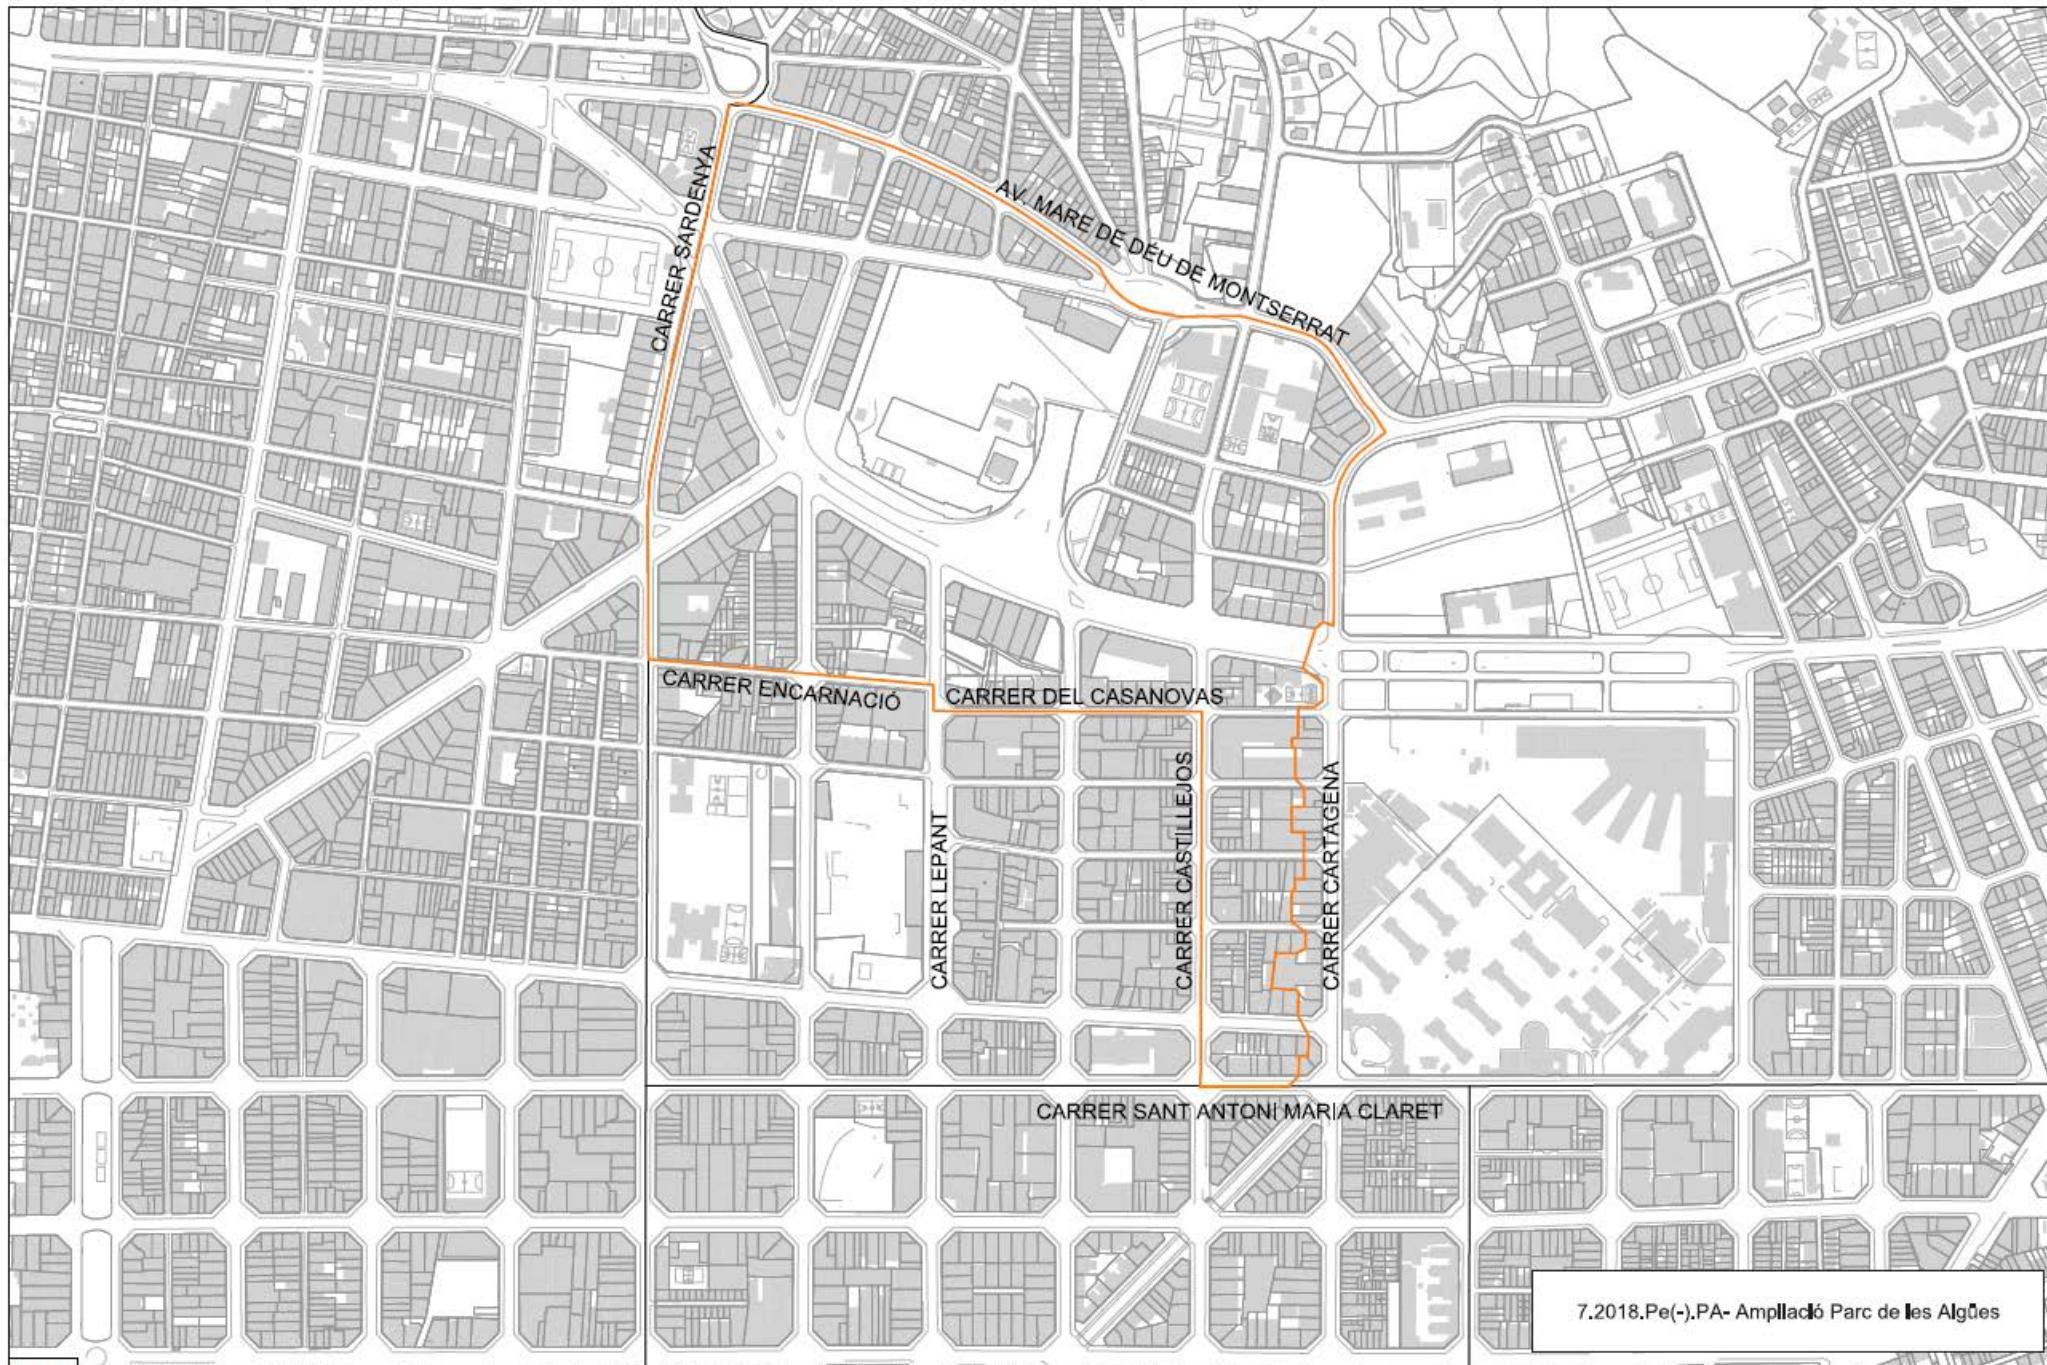 CARRER SARDENYA
AV. MARE DE DÉU DE MONTSERRAT
CARRER ENCARNACIÓ
CARRER DEL CASANOVAS
CARRER LEPANT
CARRER CASTILLEJOS
CARRER CARTAGENA
CARRER SANT ANTONI MARIA CLARET
7.2018.Pe(-).PA- Ampliació Parc de les Aigües